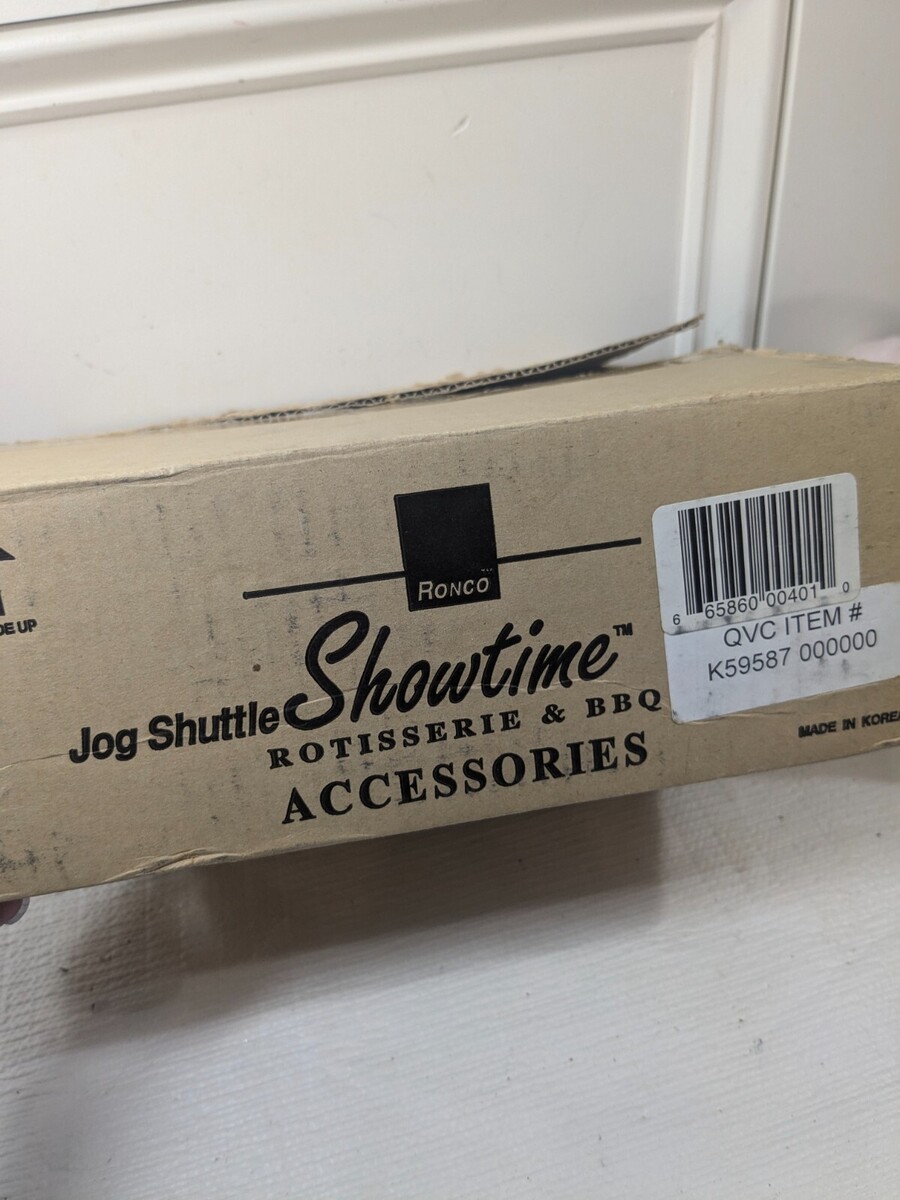 RONCO™
Showtime™
Jog Shuttle
ROTISSERIE & BBQ
ACCESSORIES
6 65860 00401 0
QVC ITEM #
K59587 000000
MADE IN KOREA
DE UP